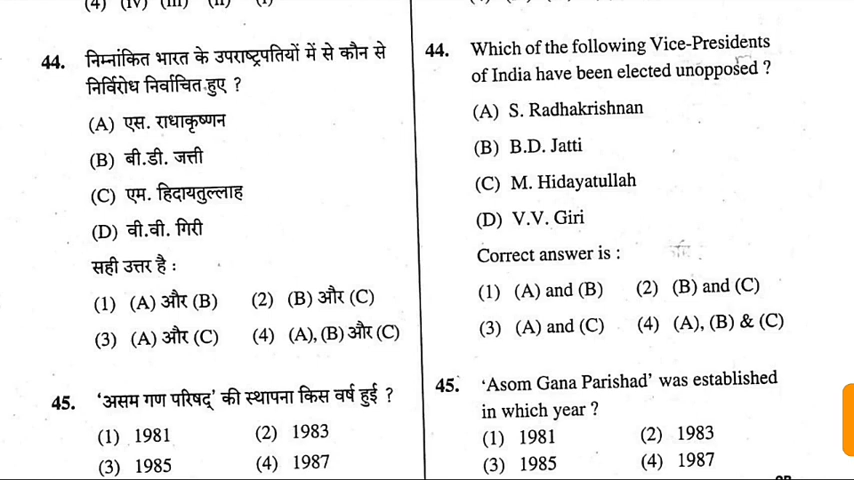 (4) (iv) (iii) (ii) (i)
44. निम्नांकित भारत के उपराष्ट्रपतियों में से कौन से
निर्विरोध निर्वाचित हुए ?
(A) एस. राधाकृष्णन
(B) बी.डी. जत्ती
(C) एम. हिदायतुल्लाह
(D) वी.वी. गिरी
सही उत्तर है :
(1) (A) और (B) (2) (B) और (C)
(3) (A) और (C) (4) (A), (B) और (C)
45. ‘असम गण परिषद्’ की स्थापना किस वर्ष हुई ?
(1) 1981 (2) 1983
(3) 1985 (4) 1987
44. Which of the following Vice-Presidents
of India have been elected unopposed ?
(A) S. Radhakrishnan
(B) B.D. Jatti
(C) M. Hidayatullah
(D) V.V. Giri
Correct answer is :
(1) (A) and (B) (2) (B) and (C)
(3) (A) and (C) (4) (A), (B) & (C)
45. ‘Asom Gana Parishad’ was established
in which year ?
(1) 1981 (2) 1983
(3) 1985 (4) 1987